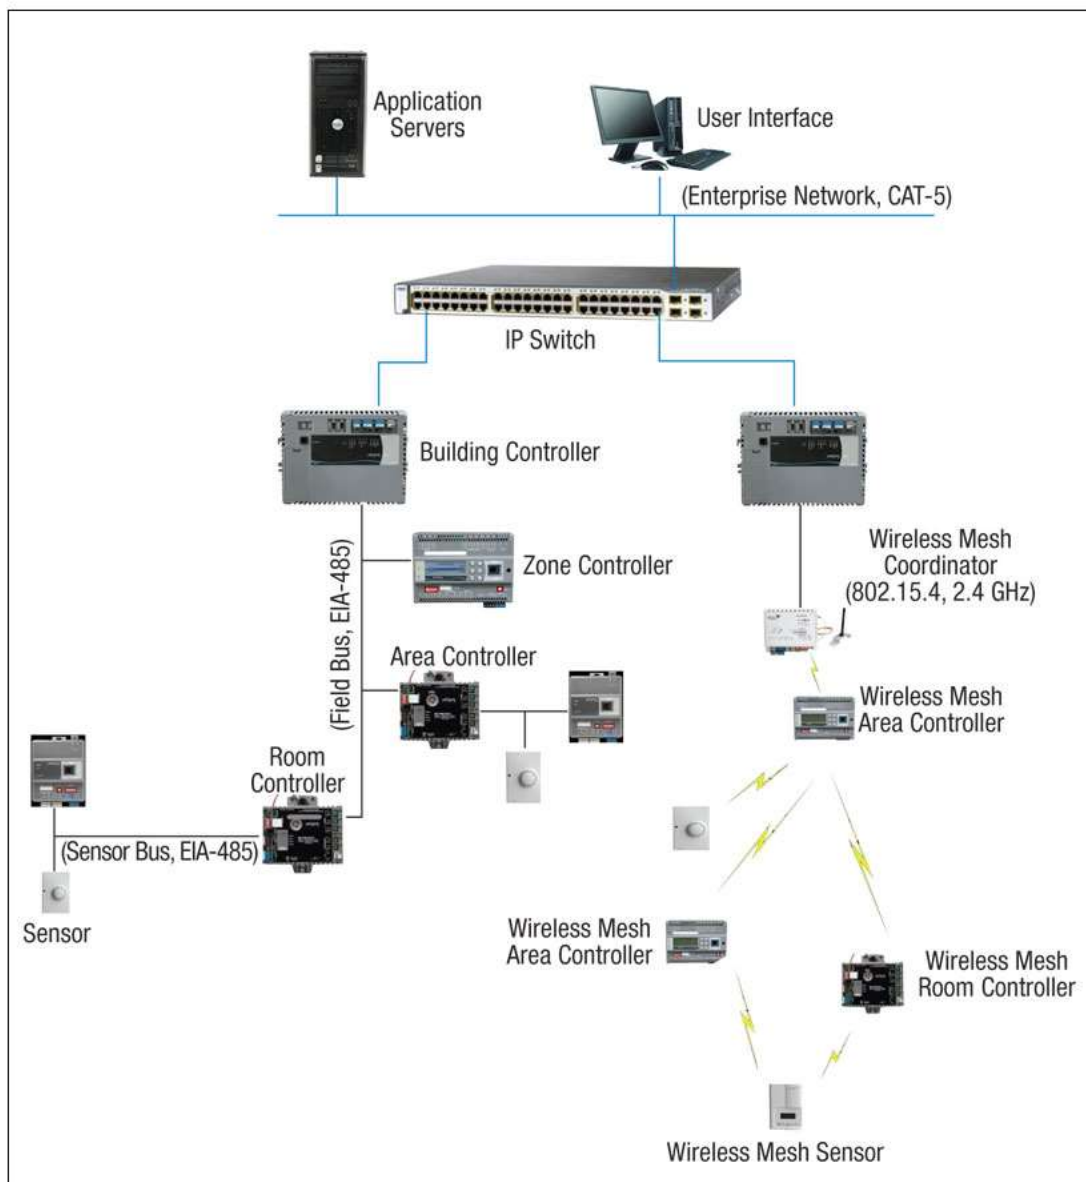 Application
Servers
User Interface
(Enterprise Network, CAT-5)
IP Switch
Building Controller
Zone Controller
(Field Bus, EIA-485)
Area Controller
Room
Controller
(Sensor Bus, EIA-485)
Sensor
Wireless Mesh
Coordinator
(802.15.4, 2.4 GHz)
Wireless Mesh
Area Controller
Wireless Mesh
Area Controller
Wireless Mesh
Room Controller
Wireless Mesh Sensor